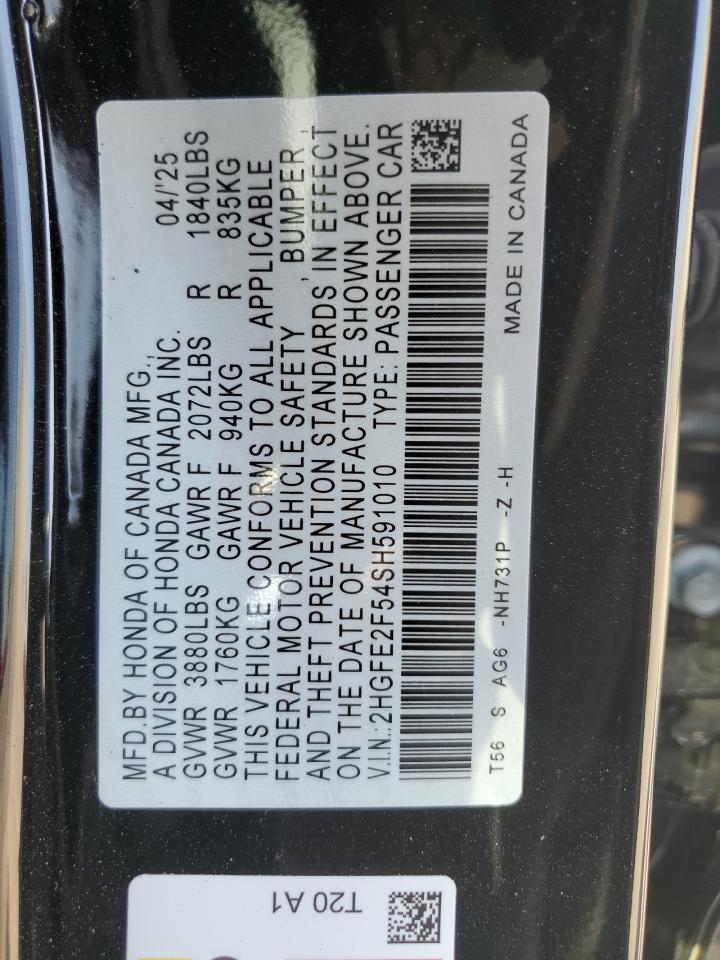 MFD.BY HONDA OF CANADA MFG.,
A DIVISION OF HONDA CANADA INC. 04/'25
GVWR 3880LBS GAWR F 2072LBS R 1840LBS
GVWR 1760KG GAWR F 940KG R 835KG
THIS VEHICLE CONFORMS TO ALL APPLICABLE
FEDERAL MOTOR VEHICLE SAFETY , BUMPER ,
AND THEFT PREVENTION STANDARDS IN EFFECT
ON THE DATE OF MANUFACTURE SHOWN ABOVE.
V.I.N.:2HGFE2F54SH591010 TYPE: PASSENGER CAR
T56 S AG6 -NH731P -Z -H
MADE IN CANADA
T20 A1